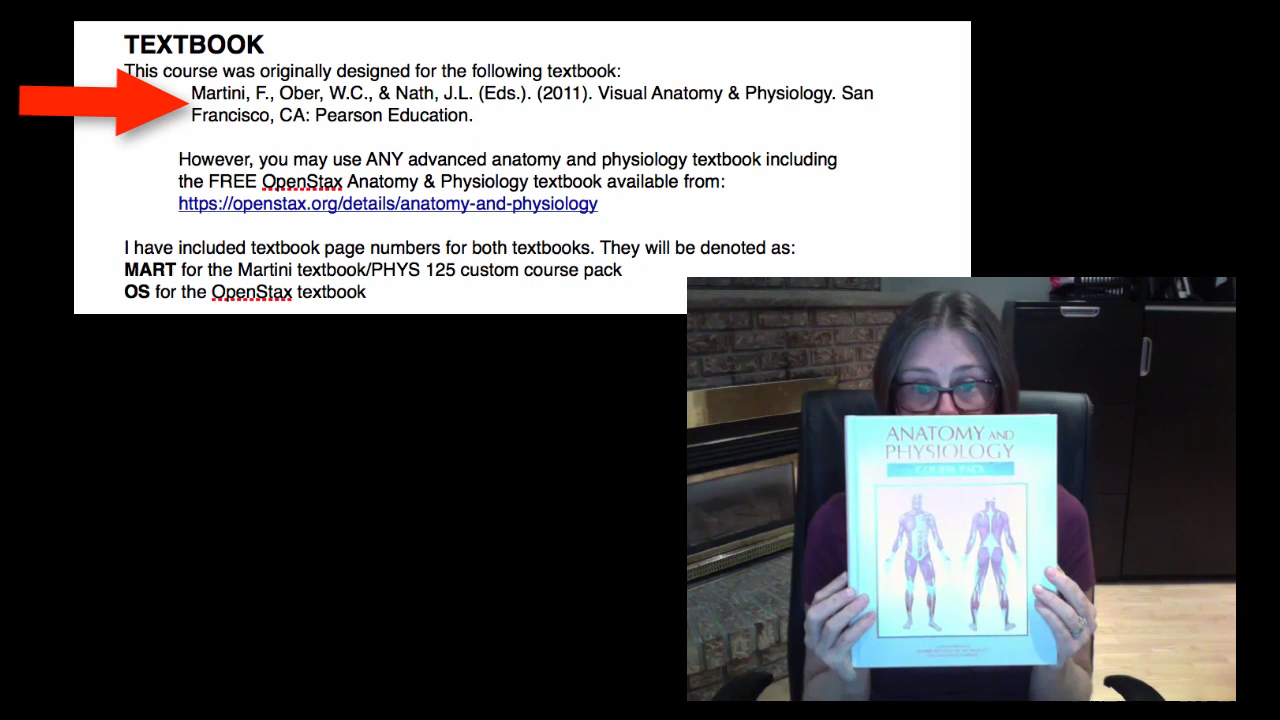 TEXTBOOK
This course was originally designed for the following textbook:
Martini, F., Ober, W.C., & Nath, J.L. (Eds.). (2011). Visual Anatomy & Physiology. San
Francisco, CA: Pearson Education.
However, you may use ANY advanced anatomy and physiology textbook including
the FREE OpenStax Anatomy & Physiology textbook available from:
https://openstax.org/details/anatomy-and-physiology
I have included textbook page numbers for both textbooks. They will be denoted as:
MART for the Martini textbook/PHYS 125 custom course pack
OS for the OpenStax textbook
ANATOMY AND
PHYSIOLOGY
COURSE PACK